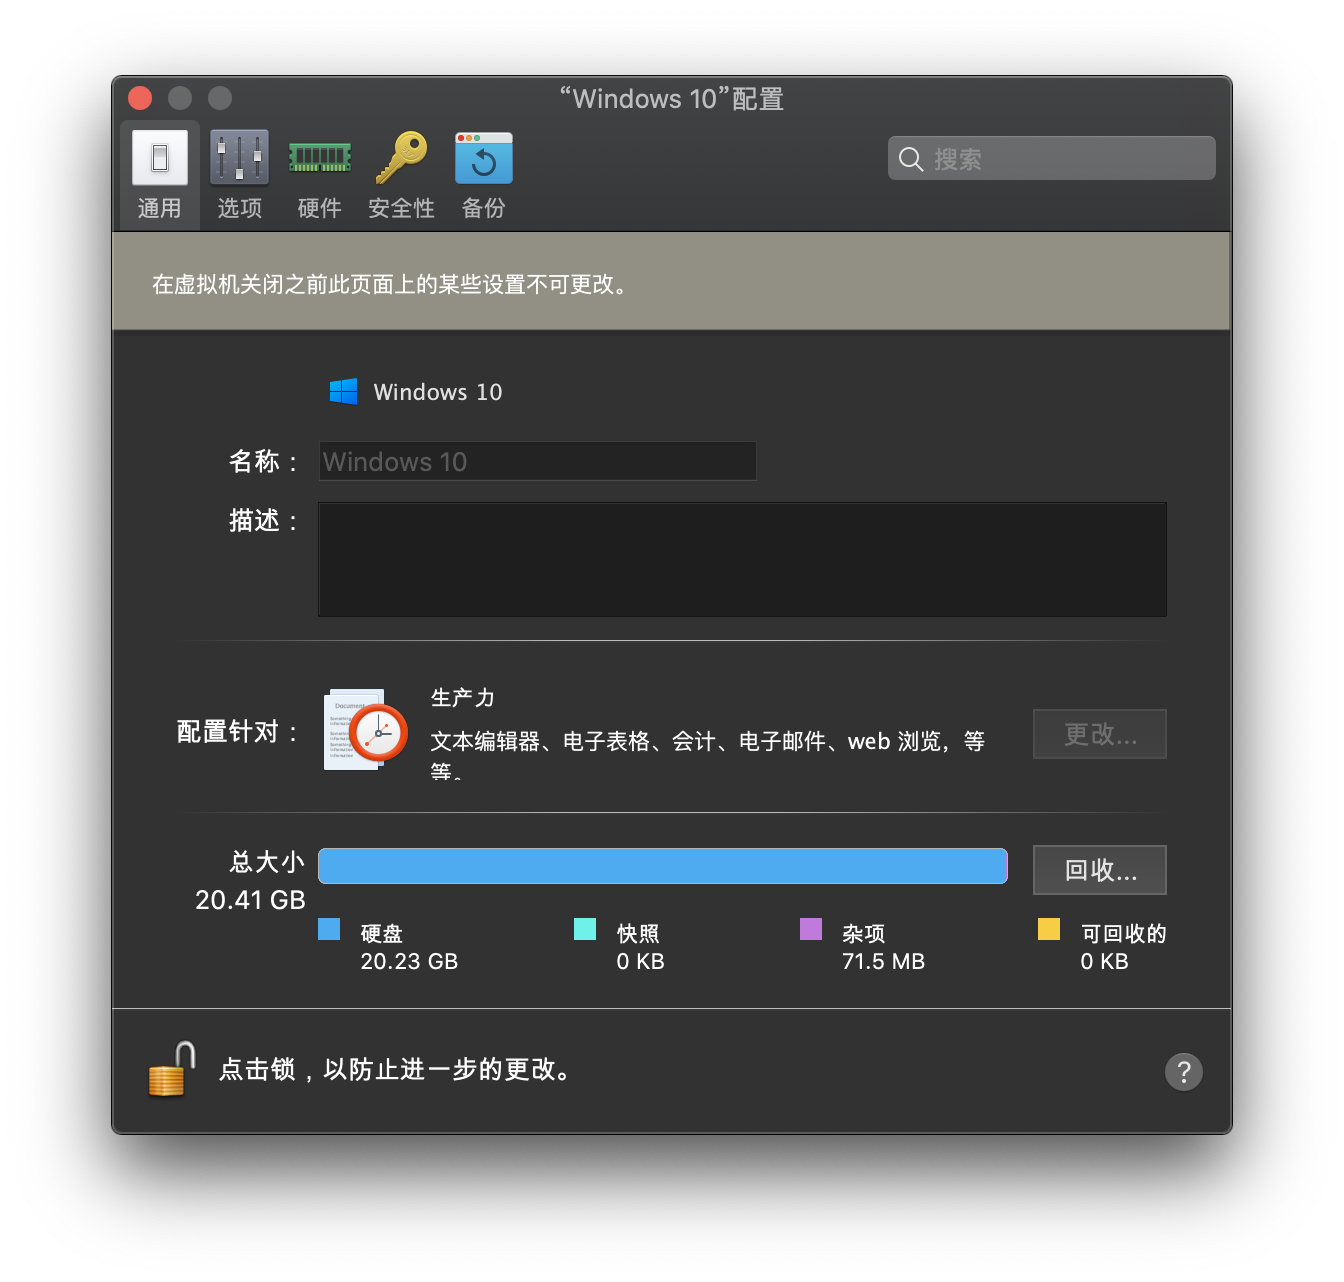 “Windows 10”配置
通用 选项 硬件 安全性 备份
搜索
在虚拟机关闭之前此页面上的某些设置不可更改。
Windows 10
名称：
Windows 10
描述：
配置针对：
Document
生产力
文本编辑器、电子表格、会计、电子邮件、web 浏览，等
等。
更改...
总大小
20.41 GB
回收...
硬盘
20.23 GB
快照
0 KB
杂项
71.5 MB
可回收的
0 KB
点击锁，以防止进一步的更改。
?